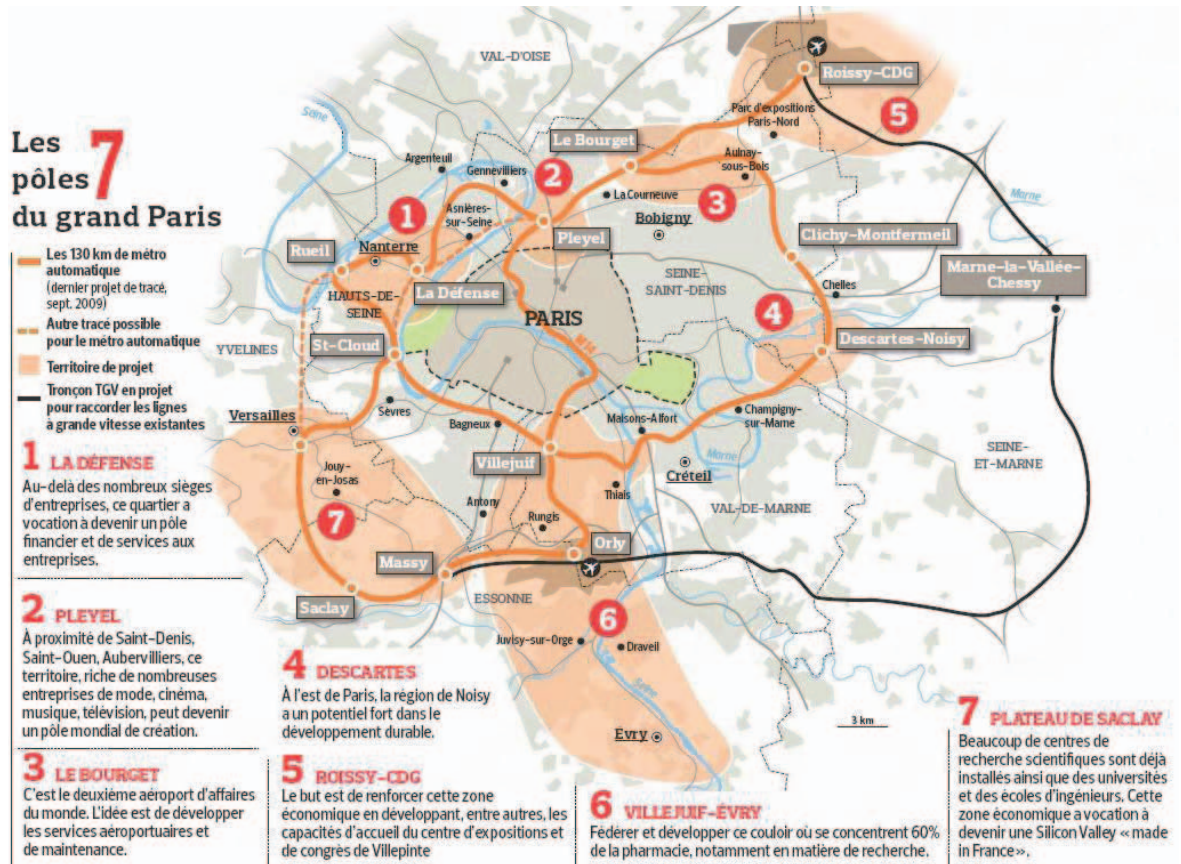 Les 7
pôles
du grand Paris
Les 130 km de métro
automatique
(dernier projet de tracé,
sept. 2009)
Autre tracé possible
pour le métro automatique
Territoire de projet
Tronçon TGV en projet
pour raccorder les lignes
à grande vitesse existantes
1 LA DÉFENSE
Au-delà des nombreux sièges
d'entreprises, ce quartier a
vocation à devenir un pôle
financier et de services aux
entreprises.
2 PLEYEL
À proximité de Saint-Denis,
Saint-Ouen, Aubervilliers, ce
territoire, riche de nombreuses
entreprises de mode, cinéma,
musique, télévision, peut devenir
un pôle mondial de création.
3 LE BOURGET
C'est le deuxième aéroport d'affaires
du monde. L'idée est de développer
les services aéroportuaires et
de maintenance.
4 DESCARTES
À l'est de Paris, la région de Noisy
a un potentiel fort dans le
développement durable.
5 ROISSY-CDG
Le but est de renforcer cette zone
économique en développant, entre autres, les
capacités d'accueil du centre d'expositions et
de congrès de Villepinte
6 VILLEJUIF-ÉVRY
Fédérer et développer ce couloir où se concentrent 60%
de la pharmacie, notamment en matière de recherche.
7 PLATEAU DE SACLAY
Beaucoup de centres de
recherche scientifiques sont déjà
installés ainsi que des universités
et des écoles d'ingénieurs. Cette
zone économique a vocation à
devenir une Silicon Valley « made
in France ».
VAL-D'OISE
Roissy-CDG
5
Parc d'expositions
Paris-Nord
Seine
Le Bourget
Argenteuil
Gennevilliers
Aulnay-
sous-Bois
2
La Courneuve
3
Marne
1
Asnières-
sur-Seine
Bobigny
Pleyel
Clichy-Montfermeil
Rueil
Nanterre
Marne-la-Vallée-
Chessy
SEINE-
SAINT-DENIS
Chelles
HAUTS-DE-
SEINE
La Défense
PARIS
4
M14
St-Cloud
Descartes-Noisy
YVELINES
Versailles
Sèvres
Bagneux
Maisons-Alfort
Champigny-
sur-Marne
Marne
SEINE-
ET-MARNE
Villejuif
Créteil
Jouy-
en-Josas
7
Antony
Thiais
VAL-DE-MARNE
Rungis
Orly
Massy
Saclay
ESSONNE
6
Juvisy-sur-Orge
Draveil
Seine
Evry
3 km